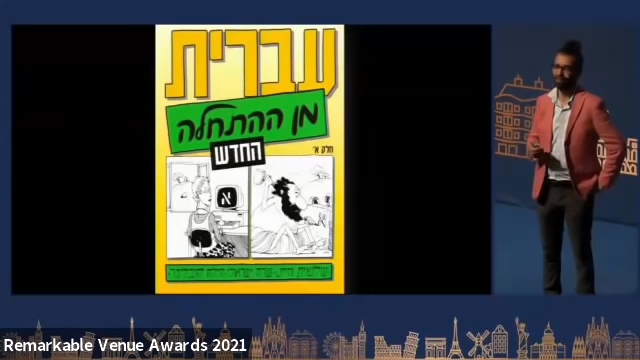 עברית
מן ההתחלה
החדש
חלק א׳
א
Remarkable Venue Awards 2021